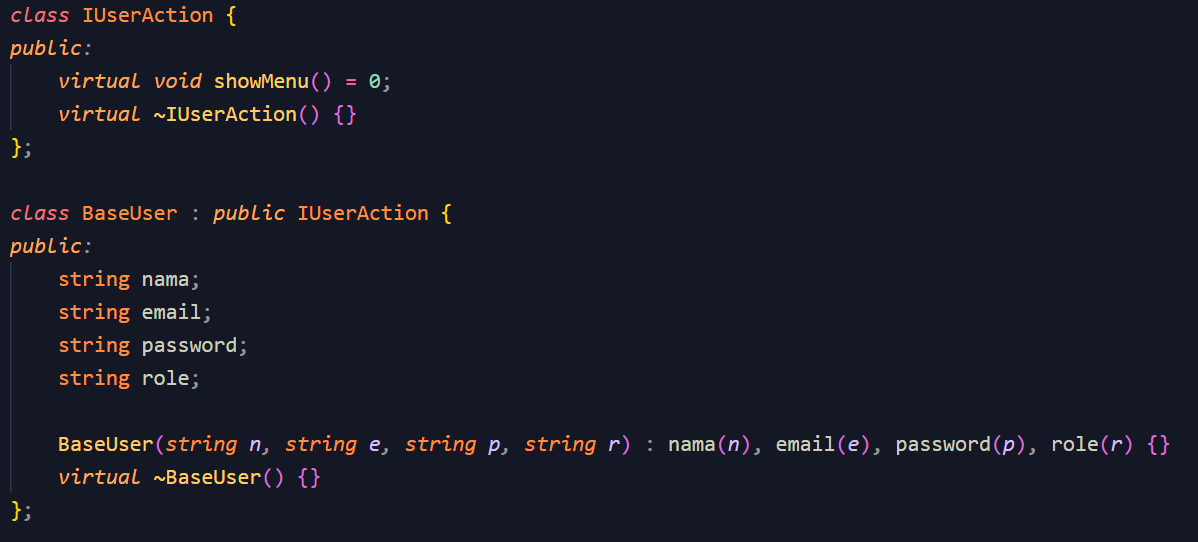 class IUserAction {
public:
    virtual void showMenu() = 0;
    virtual ~IUserAction() {}
};

class BaseUser : public IUserAction {
public:
    string nama;
    string email;
    string password;
    string role;

    BaseUser(string n, string e, string p, string r) : nama(n), email(e), password(p), role(r) {}
    virtual ~BaseUser() {}
};